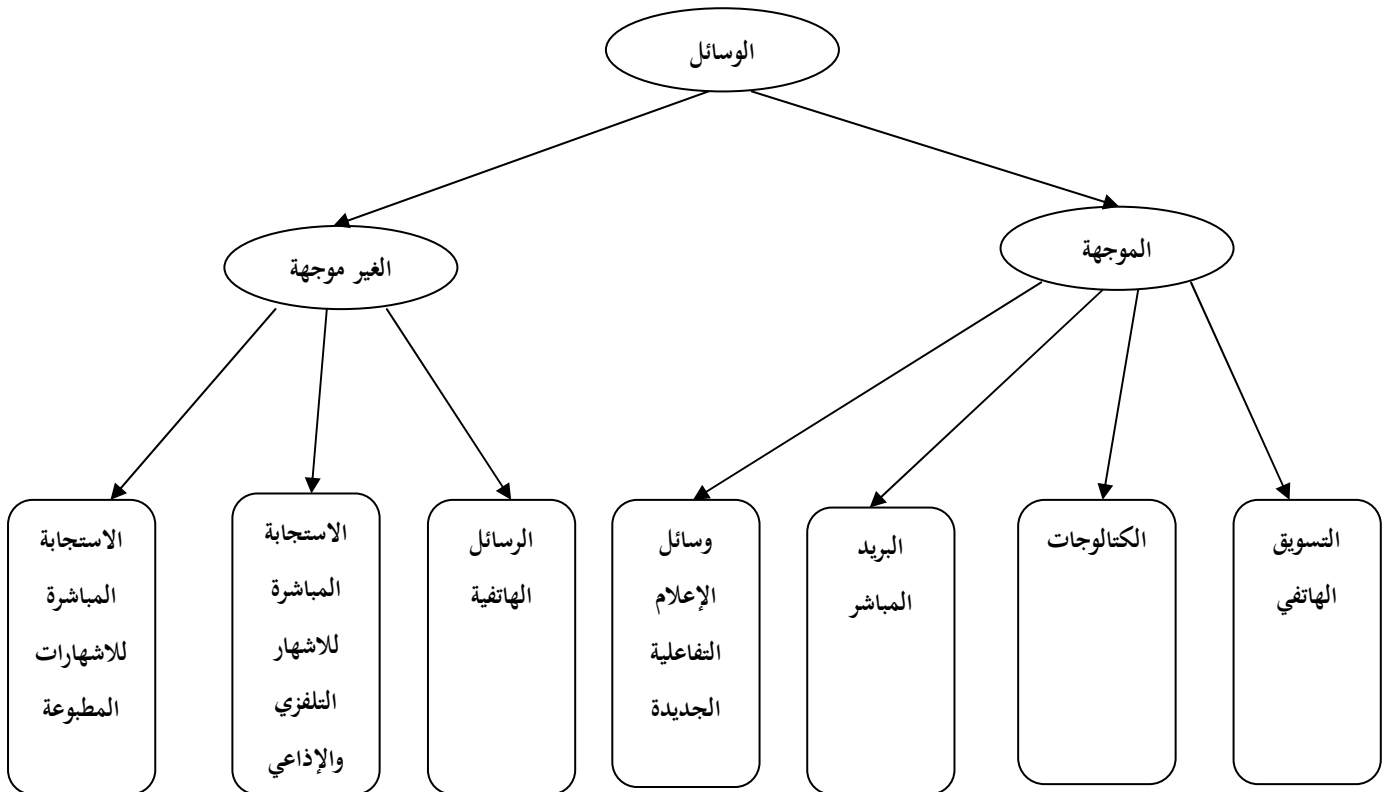 الوسائل
الموجهة
الغير موجهة
التسويق
الهاتفي
الكتالوجات
البريد
المباشر
وسائل
الإعلام
التفاعلية
الجديدة
الرسائل
الهاتفية
الاستجابة
المباشرة
للاشهار
التلفزي
والإذاعي
الاستجابة
المباشرة
للاشهارات
المطبوعة